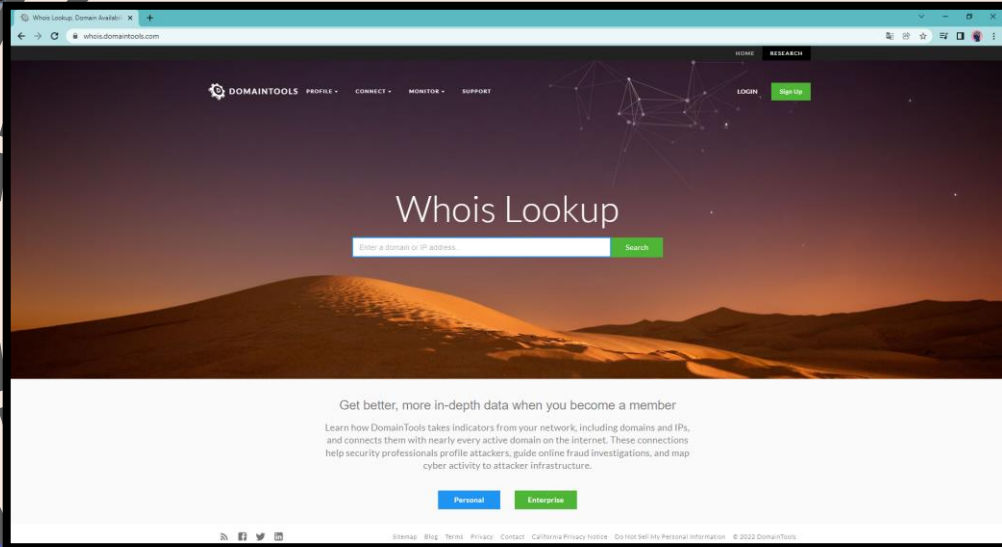 Whois Lookup, Domain Availabili
whois.domaintools.com
HOME RESEARCH
DOMAINTOOLS PROFILE CONNECT MONITOR SUPPORT LOGIN Sign Up
Whois Lookup
Enter a domain or IP address... Search
Get better, more in-depth data when you become a member
Learn how DomainTools takes indicators from your network, including domains and IPs,
and connects them with nearly every active domain on the internet. These connections
help security professionals profile attackers, guide online fraud investigations, and map
cyber activity to attacker infrastructure.
Personal Enterprise
Sitemap Blog Terms Privacy Contact California Privacy Notice Do Not Sell My Personal Information © 2022 DomainTools